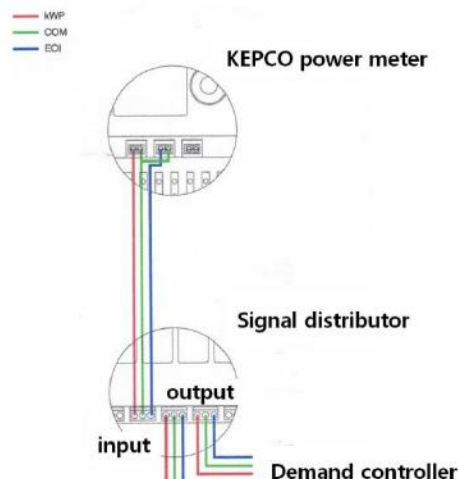 kWP
COM
EOI
KEPCO power meter
Signal distributor
output
input
Demand controller